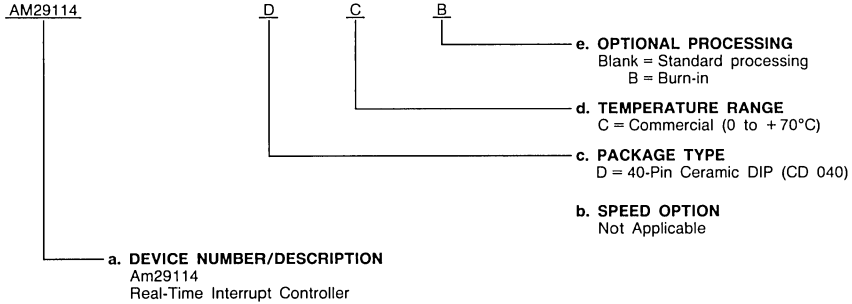 AM29114 D C B
e. OPTIONAL PROCESSING
Blank = Standard processing
B = Burn-in
d. TEMPERATURE RANGE
C = Commercial (0 to +70°C)
c. PACKAGE TYPE
D = 40-Pin Ceramic DIP (CD 040)
b. SPEED OPTION
Not Applicable
a. DEVICE NUMBER/DESCRIPTION
Am29114
Real-Time Interrupt Controller